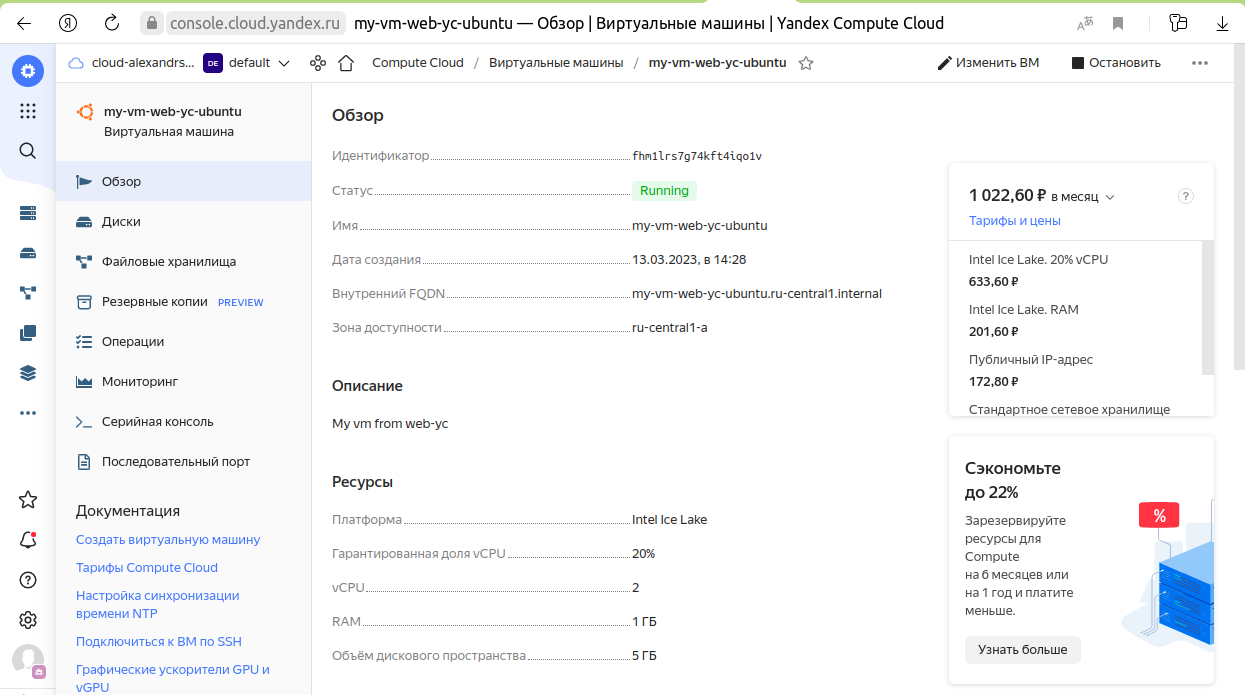 Я
console.cloud.yandex.ru my-vm-web-yc-ubuntu — Обзор | Виртуальные машины | Yandex Compute Cloud
cloud-alexandrs... DE default Compute Cloud / Виртуальные машины / my-vm-web-yc-ubuntu Изменить ВМ Остановить
my-vm-web-yc-ubuntu
Виртуальная машина
Обзор
Диски
Файловые хранилища
Резервные копии PREVIEW
Операции
Мониторинг
Серийная консоль
Последовательный порт
Документация
Создать виртуальную машину
Тарифы Compute Cloud
Настройка синхронизации
времени NTP
Подключиться к ВМ по SSH
Графические ускорители GPU и
vGPU
Обзор
Идентификатор fhm1lrs7g74kft4iqo1v
Статус Running
Имя my-vm-web-yc-ubuntu
Дата создания 13.03.2023, в 14:28
Внутренний FQDN my-vm-web-yc-ubuntu.ru-central1.internal
Зона доступности ru-central1-a
Описание
My vm from web-yc
Ресурсы
Платформа Intel Ice Lake
Гарантированная доля vCPU 20%
vCPU 2
RAM 1 ГБ
Объём дискового пространства 5 ГБ
1 022,60 ₽ в месяц ?
Тарифы и цены
Intel Ice Lake. 20% vCPU
633,60 ₽
Intel Ice Lake. RAM
201,60 ₽
Публичный IP-адрес
172,80 ₽
Стандартное сетевое хранилище
Сэкономьте
до 22%
Зарезервируйте
ресурсы для
Compute
на 6 месяцев или
на 1 год и платите
меньше.
%
Узнать больше